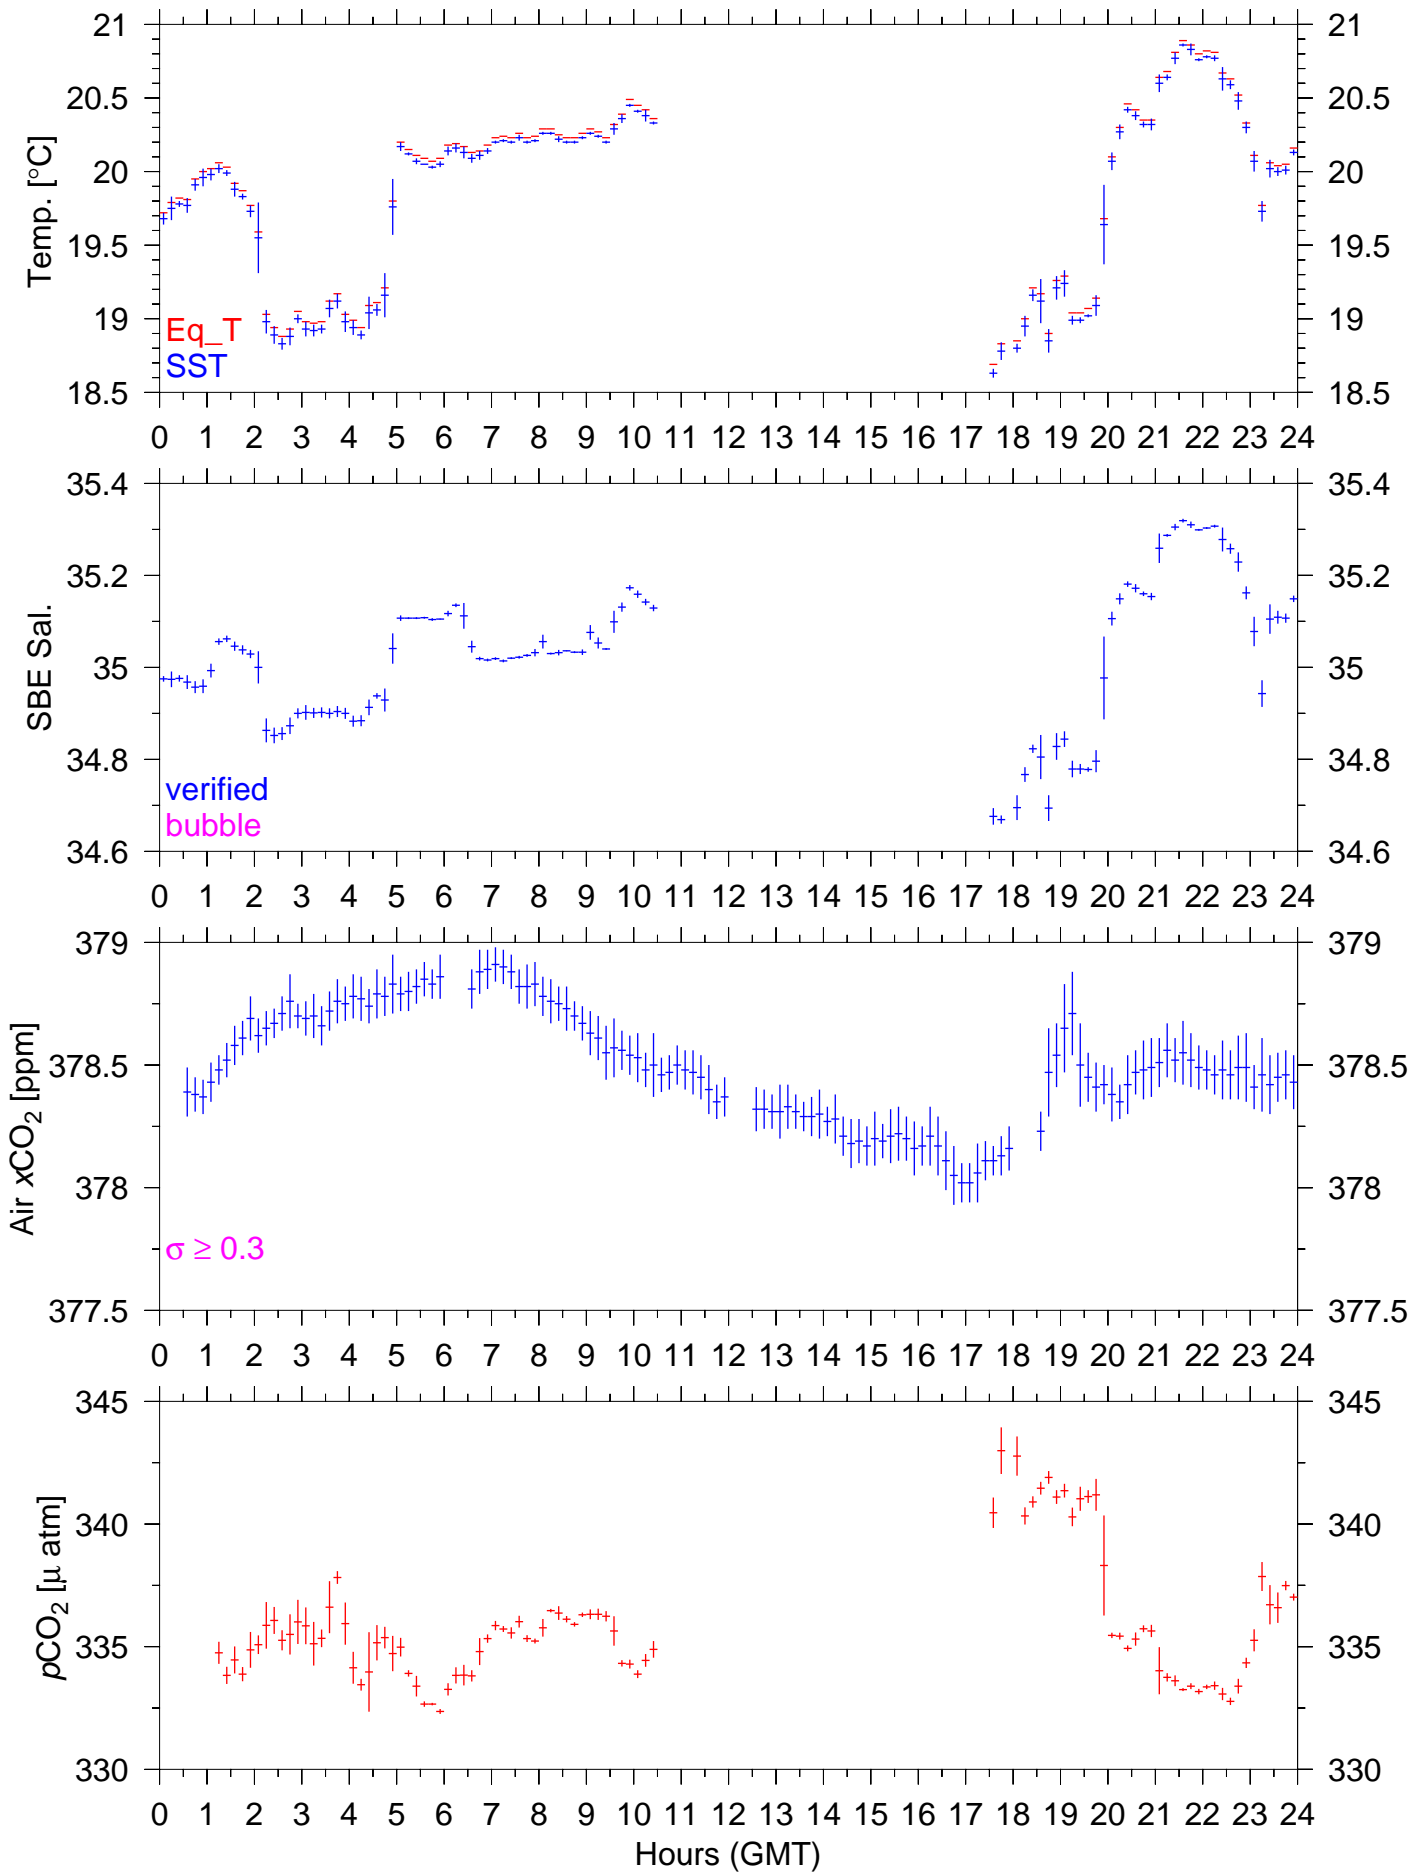 21 21
20.5 20.5
20 20
19.5 19.5
19 19
18.5 18.5
Temp. [°C]
Eq_T
SST
0 1 2 3 4 5 6 7 8 9 10 11 12 13 14 15 16 17 18 19 20 21 22 23 24
35.4 35.4
35.2 35.2
35 35
34.8 34.8
34.6 34.6
SBE Sal.
verified
bubble
0 1 2 3 4 5 6 7 8 9 10 11 12 13 14 15 16 17 18 19 20 21 22 23 24
379 379
378.5 378.5
378 378
377.5 377.5
Air xCO₂ [ppm]
σ ≥ 0.3
0 1 2 3 4 5 6 7 8 9 10 11 12 13 14 15 16 17 18 19 20 21 22 23 24
345 345
340 340
335 335
330 330
pCO₂ [μ atm]
0 1 2 3 4 5 6 7 8 9 10 11 12 13 14 15 16 17 18 19 20 21 22 23 24
Hours (GMT)